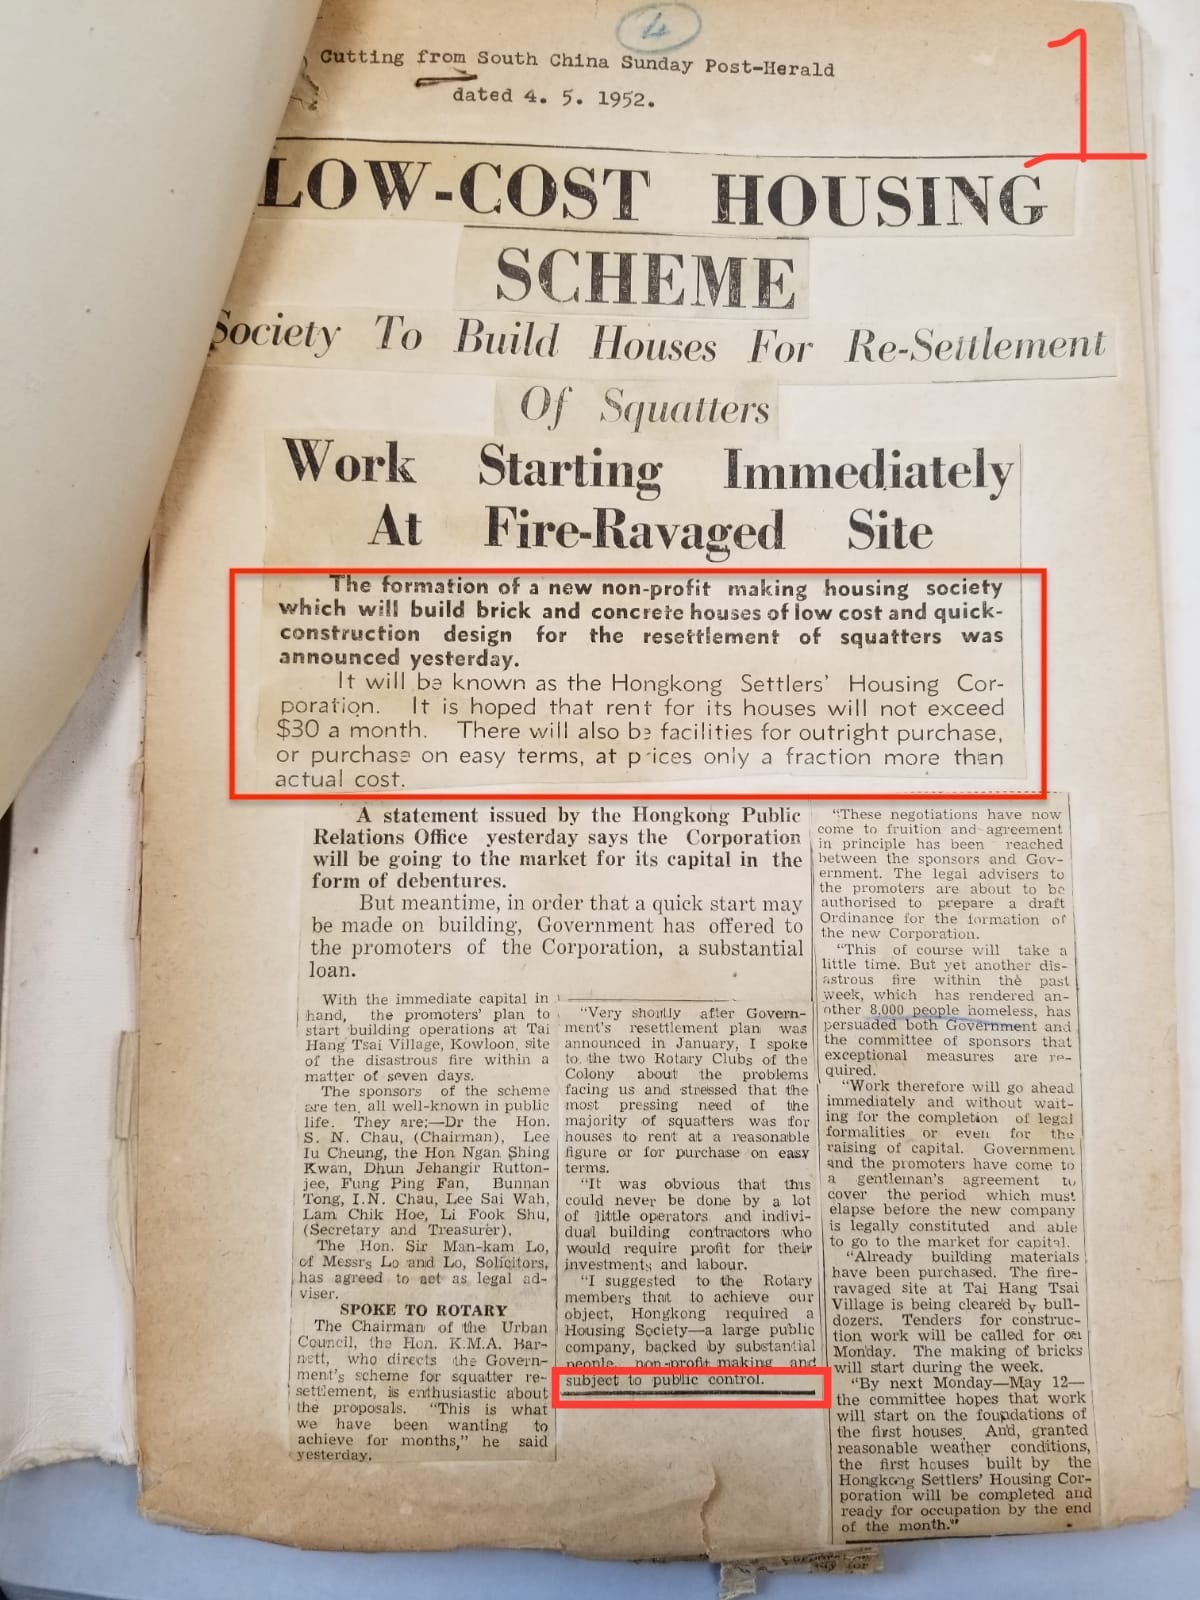 4
Cutting from South China Sunday Post-Herald
dated 4. 5. 1952.
1
LOW-COST HOUSING
SCHEME
Society To Build Houses For Re-Settlement
Of Squatters
Work Starting Immediately
At Fire-Ravaged Site
The formation of a new non-profit making housing society
which will build brick and concrete houses of low cost and quick-
construction design for the resettlement of squatters was
announced yesterday.
It will be known as the Hongkong Settlers' Housing Cor-
poration. It is hoped that rent for its houses will not exceed
$30 a month. There will also be facilities for outright purchase,
or purchase on easy terms, at prices only a fraction more than
actual cost.
A statement issued by the Hongkong Public
Relations Office yesterday says the Corporation
will be going to the market for its capital in the
form of debentures.
But meantime, in order that a quick start may
be made on building, Government has offered to
the promoters of the Corporation, a substantial
loan.
With the immediate capital in
hand, the promoters' plan to
start building operations at Tai
Hang Tsai Village, Kowloon, site
of the disastrous fire within a
matter of seven days.
The sponsors of the scheme
are ten, all well-known in public
life. They are:—Dr the Hon.
S. N. Chau, (Chairman), Lee
Iu Cheung, the Hon Ngan Shing
Kwan, Dhun Jehangir Rutton-
jee, Fung Ping Fan, Bunnan
Tong, I.N. Chau, Lee Sai Wah,
Lam Chik Hoe, Li Fook Shu,
(Secretary and Treasurer).
The Hon. Sir Man-kam Lo,
of Messrs Lo and Lo, Solicitors,
has agreed to act as legal ad-
viser.
SPOKE TO ROTARY
The Chairman of the Urban
Council, the Hon. K.M.A. Bar-
nett, who directs the Govern-
ment's scheme for squatter re-
settlement, is enthusiastic about
the proposals. "This is what
we have been wanting to
achieve for months," he said
yesterday.
"Very shortly after Govern-
ment's resettlement plan was
announced in January, I spoke
to the two Rotary Clubs of the
Colony about the problems
facing us and stressed that the
most pressing need of the
majority of squatters was for
houses to rent at a reasonable
figure or for purchase on easy
terms.
"It was obvious that this
could never be done by a lot
of little operators and indivi-
dual building contractors who
would require profit for their
investments and labour.
"I suggested to the Rotary
members that to achieve our
object, Hongkong required a
Housing Society—a large public
company, backed by substantial
people, non-profit making and
subject to public control.
"These negotiations have now
come to fruition and agreement
in principle has been reached
between the sponsors and Gov-
ernment. The legal advisers to
the promoters are about to be
authorised to prepare a draft
Ordinance for the formation of
the new Corporation.
"This of course will take a
little time. But yet another dis-
astrous fire within the past
week, which has rendered an-
other 8,000 people homeless, has
persuaded both Government and
the committee of sponsors that
exceptional measures are re-
quired.
"Work therefore will go ahead
immediately and without wait-
ing for the completion of legal
formalities or even for the
raising of capital. Government
and the promoters have come to
a gentleman's agreement to
cover the period which must
elapse before the new company
is legally constituted and able
to go to the market for capital.
"Already building materials
have been purchased. The fire-
ravaged site at Tai Hang Tsai
Village is being cleared by bull-
dozers. Tenders for construc-
tion work will be called for on
Monday. The making of bricks
will start during the week.
"By next Monday—May 12—
the committee hopes that work
will start on the foundations of
the first houses. And, granted
reasonable weather conditions,
the first houses built by the
Hongkong Settlers' Housing Cor-
poration will be completed and
ready for occupation by the end
of the month."